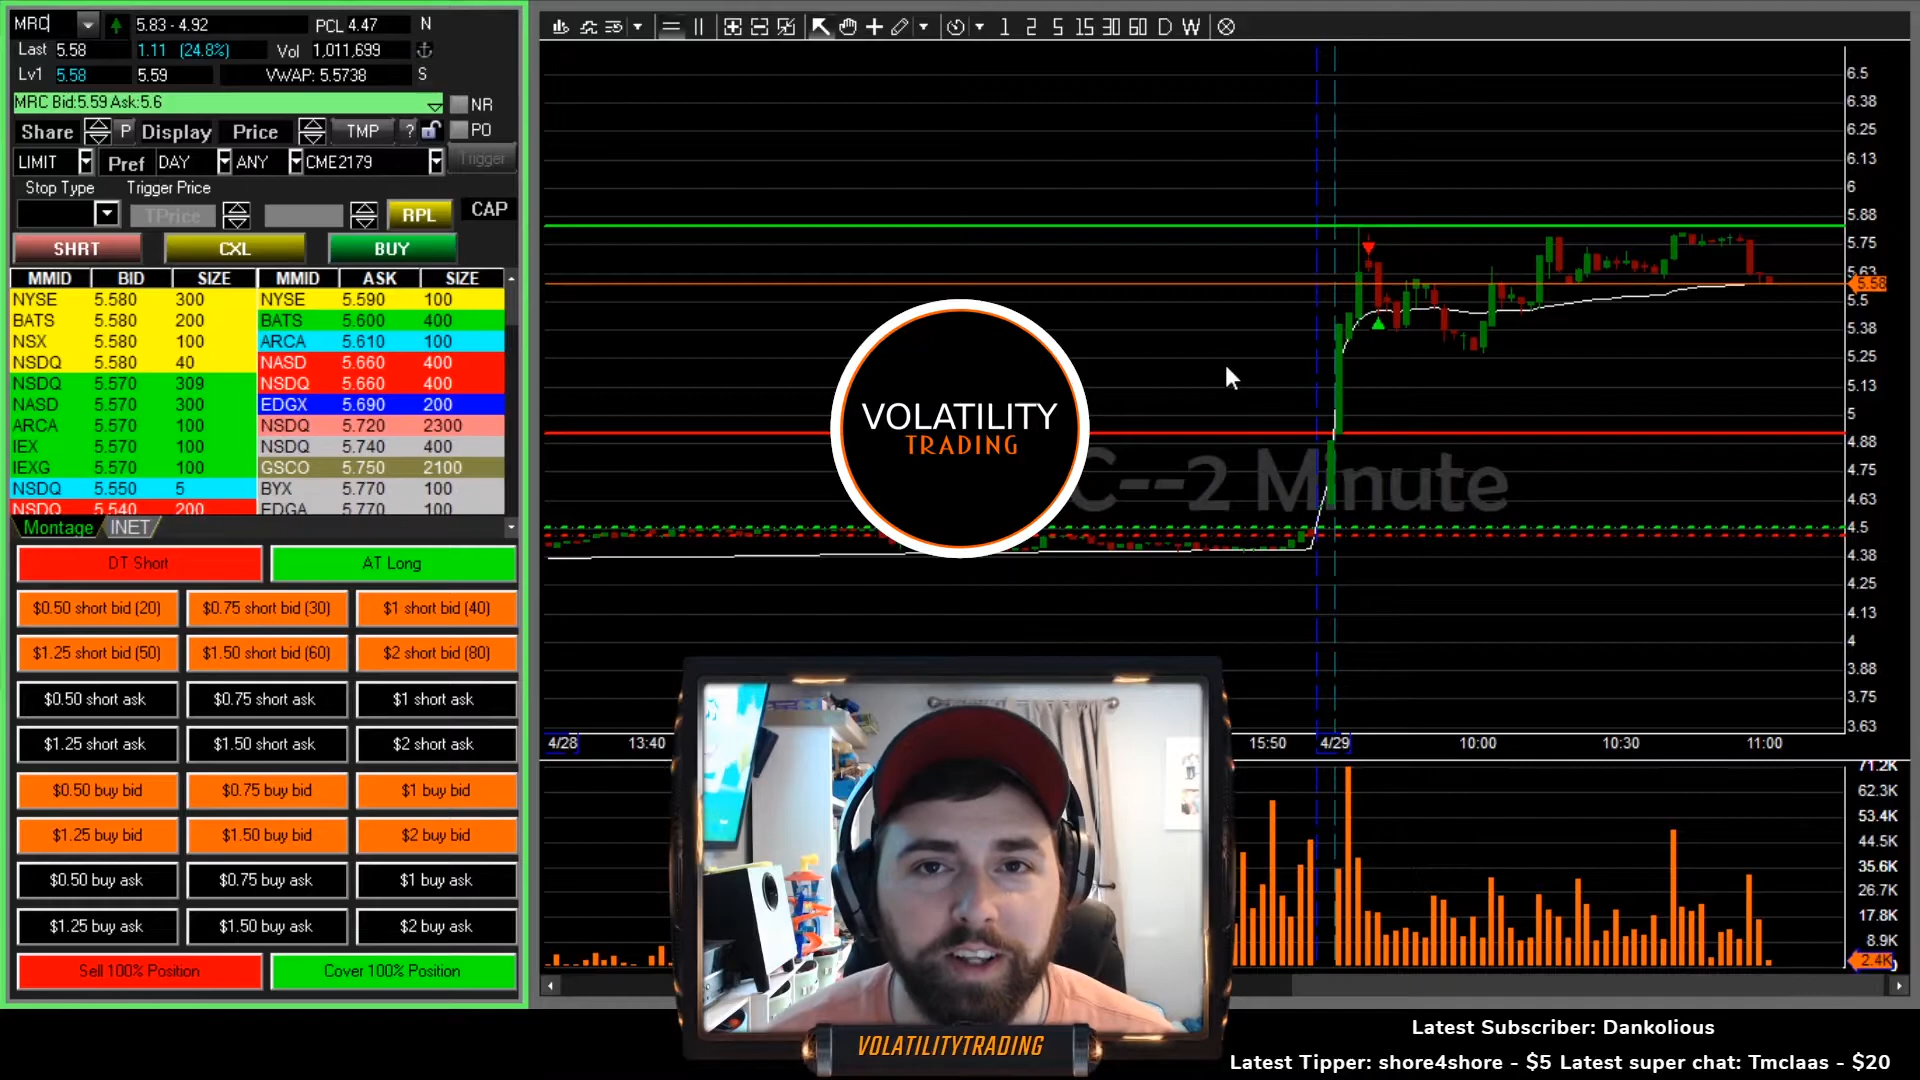 MRC 5.83 - 4.92 PCL 4.47 N
Last 5.58 1.11 (24.8%) Vol 1,011,699
Lv1 5.58 5.59 VWAP: 5.5738 S
MRC Bid:5.59 Ask:5.6 NR
Share P Display Price TMP ? PO
LIMIT Pref DAY ANY CME2179 Trigger
Stop Type Trigger Price
TPrice RPL CAP
SHRT CXL BUY
MMID BID SIZE MMID ASK SIZE
NYSE 5.580 300 NYSE 5.590 100
BATS 5.580 200 BATS 5.600 400
NSX 5.580 100 ARCA 5.610 100
NSDQ 5.580 40 NASD 5.660 400
NSDQ 5.570 309 NSDQ 5.660 400
NASD 5.570 300 EDGX 5.690 200
ARCA 5.570 100 NSDQ 5.720 2300
IEX 5.570 100 NSDQ 5.740 400
IEXG 5.570 100 GSCO 5.750 2100
NSDQ 5.550 5 BYX 5.770 100
NSDQ 5.540 200 EDGA 5.770 100
Montage INET
DT Short AT Long
$0.50 short bid (20) $0.75 short bid (30) $1 short bid (40)
$1.25 short bid (50) $1.50 short bid (60) $2 short bid (80)
$0.50 short ask $0.75 short ask $1 short ask
$1.25 short ask $1.50 short ask $2 short ask
$0.50 buy bid $0.75 buy bid $1 buy bid
$1.25 buy bid $1.50 buy bid $2 buy bid
$0.50 buy ask $0.75 buy ask $1 buy ask
$1.25 buy ask $1.50 buy ask $2 buy ask
Sell 100% Position Cover 100% Position
1 2 5 15 30 60 D W
6.5
6.38
6.25
6.13
6
5.88
5.75
5.63
5.58
5.5
5.38
5.25
5.13
5
4.88
4.75
4.63
4.5
4.38
4.25
4.13
4
3.88
3.75
3.63
C--2 Minute
VOLATILITY
TRADING
4/28 13:40 15:50 4/29 10:00 10:30 11:00
71.2K
62.3K
53.4K
44.5K
35.6K
26.7K
17.8K
8.9K
2.4K
VOLATILITYTRADING
Latest Subscriber: Dankolious
Latest Tipper: shore4shore - $5 Latest super chat: Tmclaas - $20